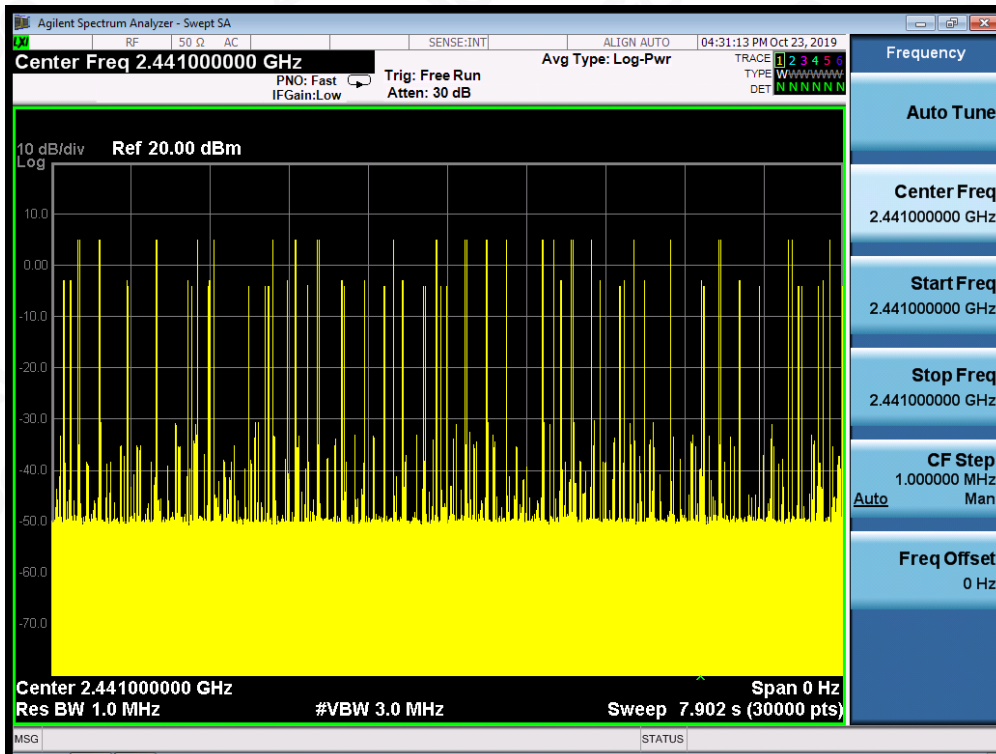 Agilent Spectrum Analyzer - Swept SA
LXI RF 50 Ω AC SENSE:INT ALIGN AUTO 04:31:13 PM Oct 23, 2019
Center Freq 2.441000000 GHz
PNO: Fast
IFGain:Low
Trig: Free Run
Atten: 30 dB
Avg Type: Log-Pwr
TRACE 1 2 3 4 5 6
TYPE WWWWWW
DET N N N N N N
10 dB/div
Log
Ref 20.00 dBm
10.0
0.00
-10.0
-20.0
-30.0
-40.0
-50.0
-60.0
-70.0
Center 2.441000000 GHz
Span 0 Hz
Res BW 1.0 MHz
#VBW 3.0 MHz
Sweep 7.902 s (30000 pts)
MSG
STATUS
Frequency
Auto Tune
Center Freq
2.441000000 GHz
Start Freq
2.441000000 GHz
Stop Freq
2.441000000 GHz
CF Step
1.000000 MHz
Auto Man
Freq Offset
0 Hz